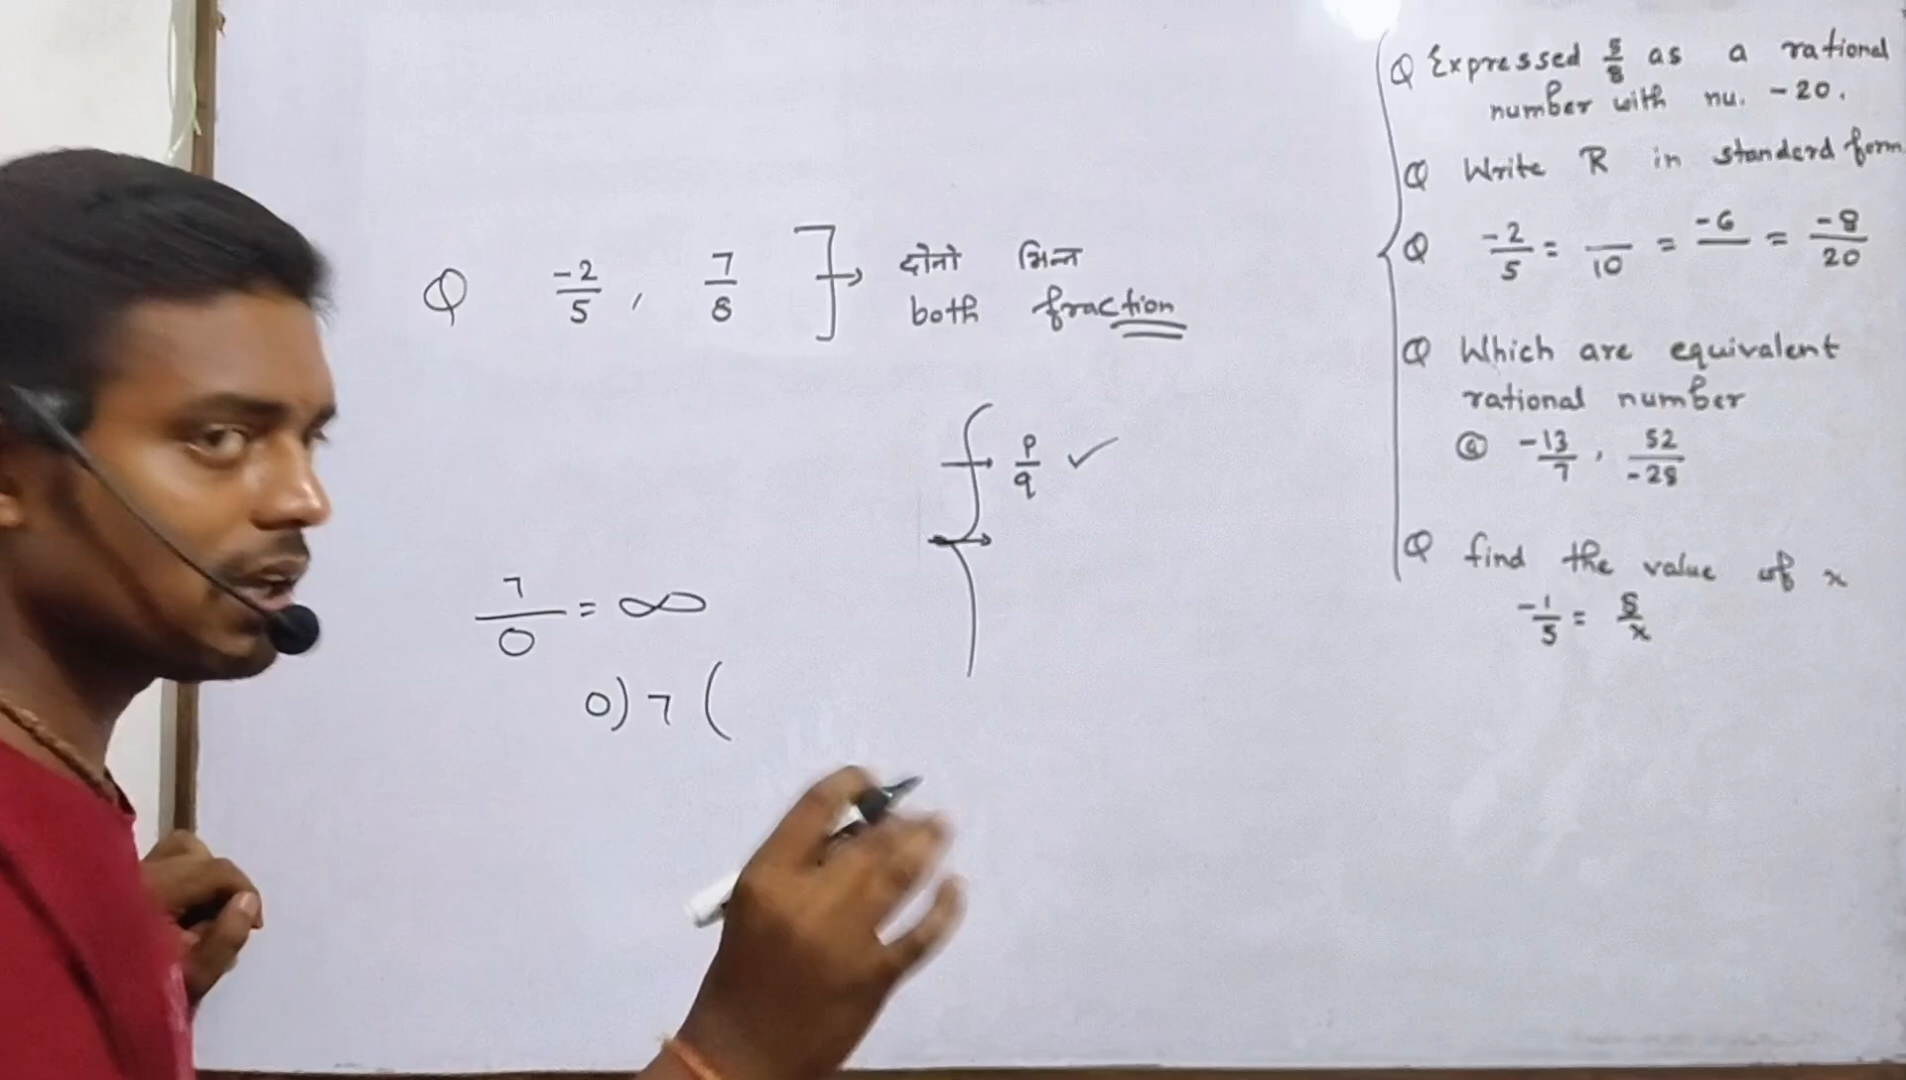 Q -2/5 , 7/8 ] → दोनो भिन्न
both fraction
→ p/q ✓
→
7/0 = ∞
0) 7 (
Q Expressed 5/8 as a rational
number with nu. -20.
Q Write R in standerd form
Q -2/5 = /10 = -6/ = -8/20
Q Which are equivalent
rational number
@ -13/7 , 52/-28
Q find the value of x
-1/5 = 8/x